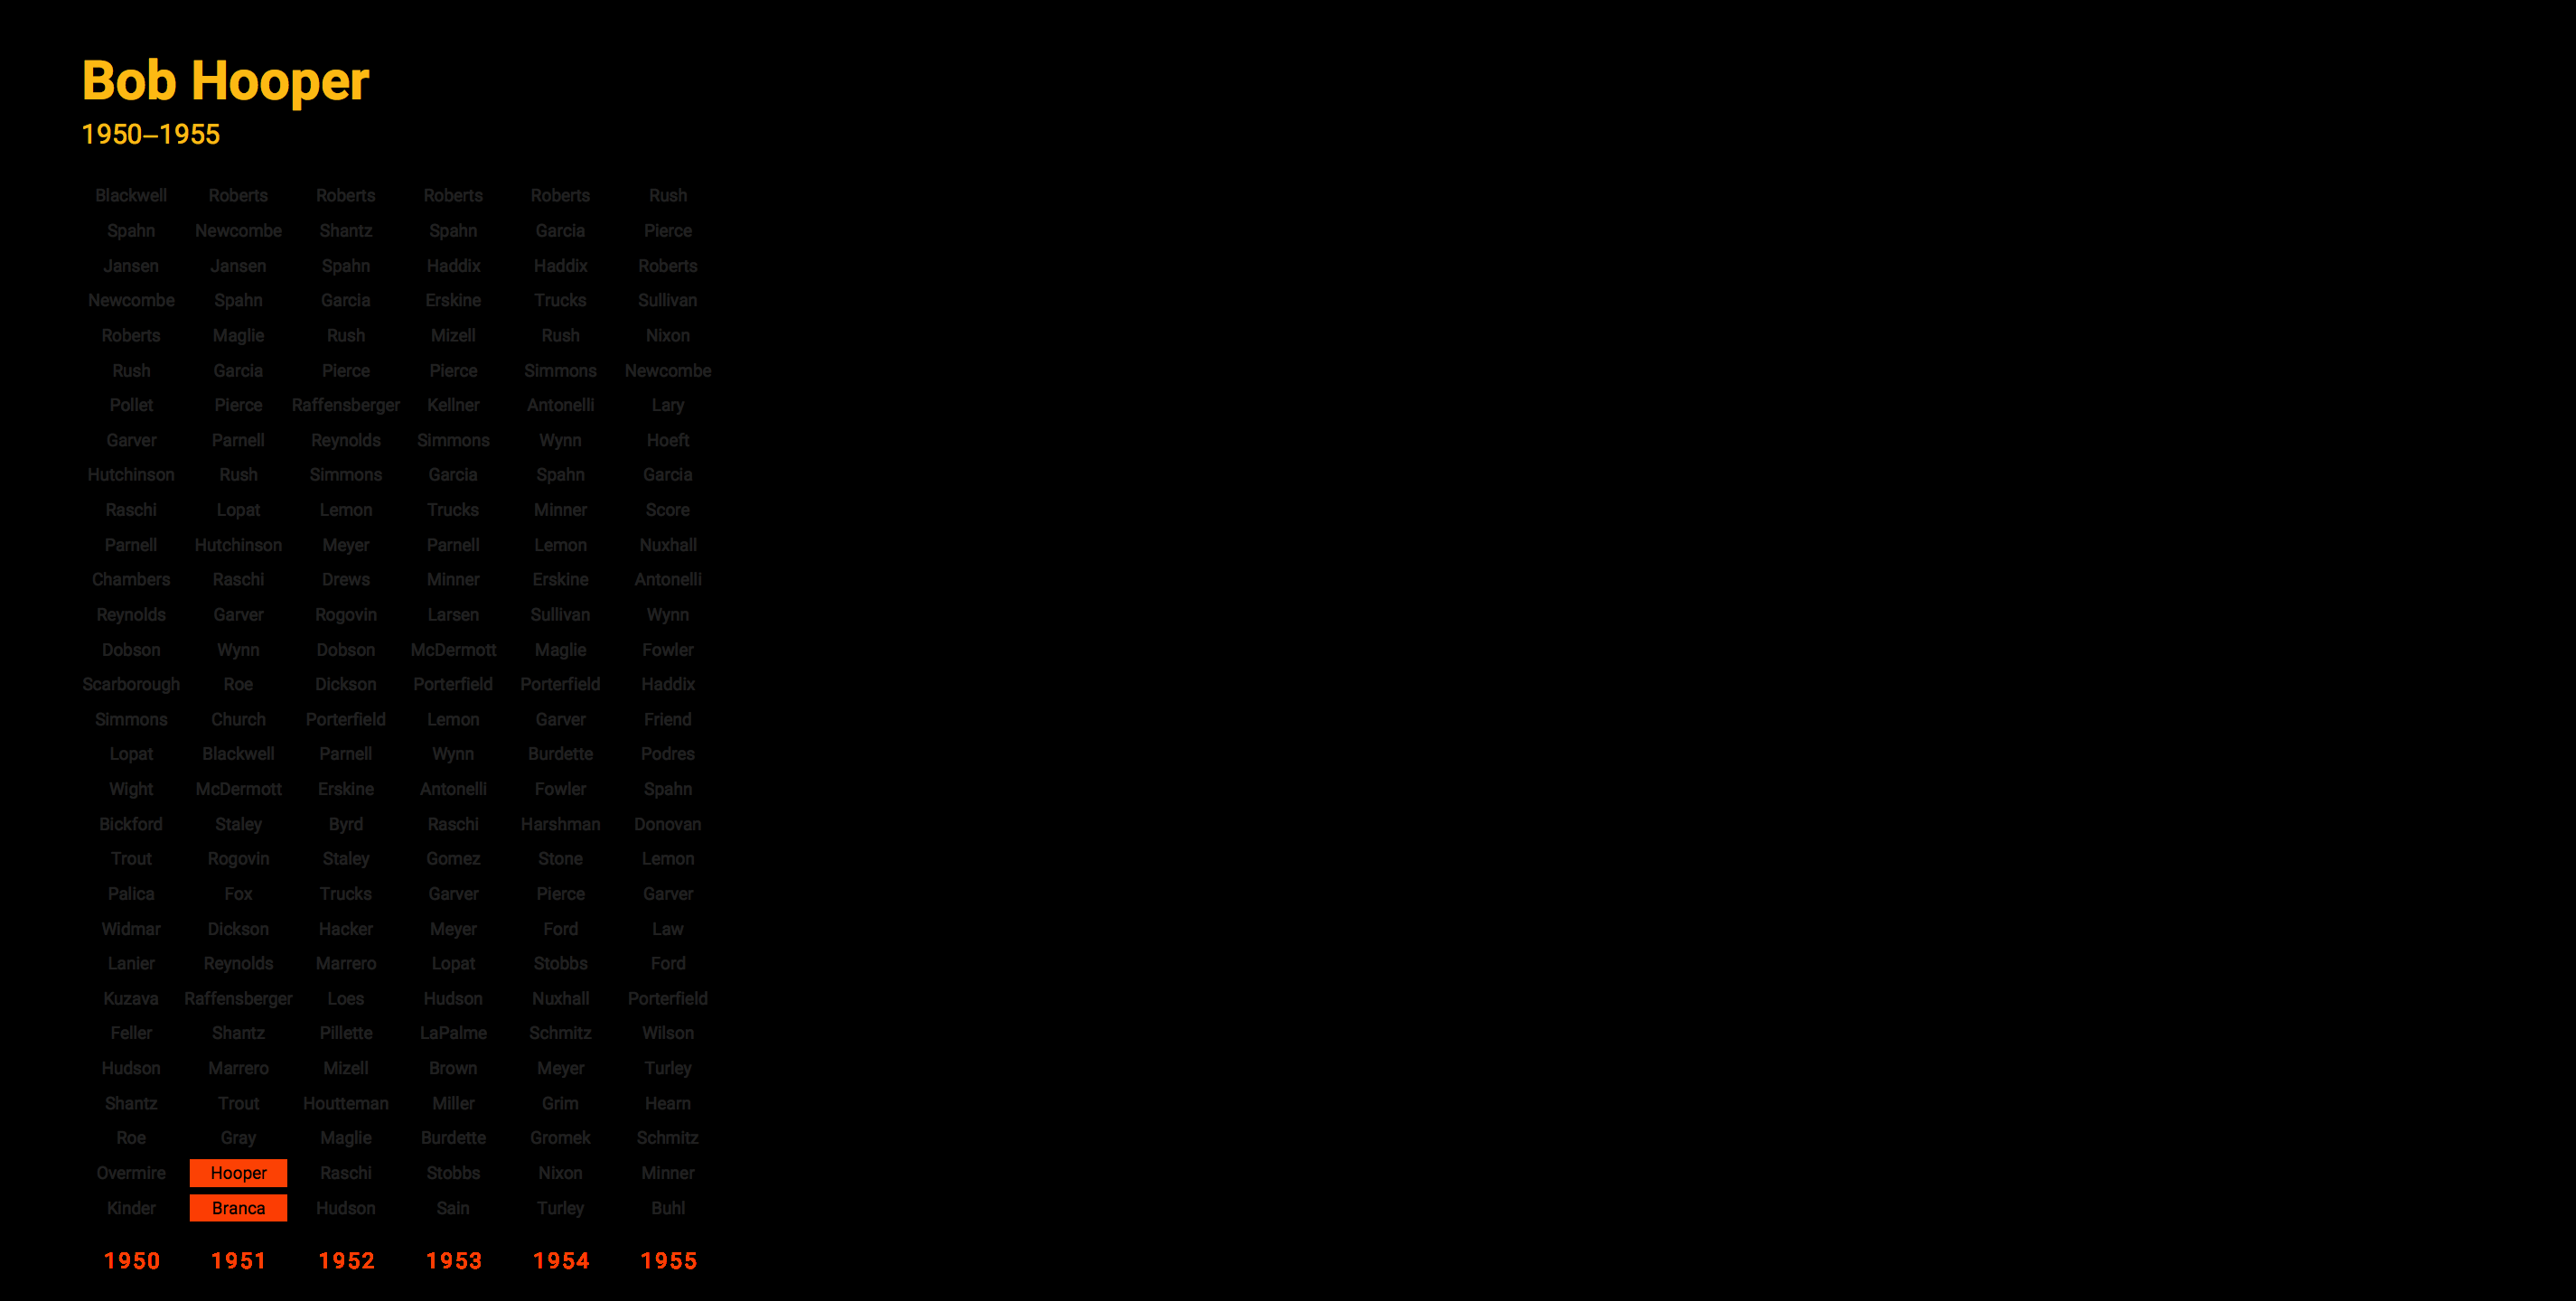 Bob Hooper
1950–1955
Blackwell Roberts Roberts Roberts Roberts Rush
Spahn Newcombe Shantz Spahn Garcia Pierce
Jansen Jansen Spahn Haddix Haddix Roberts
Newcombe Spahn Garcia Erskine Trucks Sullivan
Roberts Maglie Rush Mizell Rush Nixon
Rush Garcia Pierce Pierce Simmons Newcombe
Pollet Pierce Raffensberger Kellner Antonelli Lary
Garver Parnell Reynolds Simmons Wynn Hoeft
Hutchinson Rush Simmons Garcia Spahn Garcia
Raschi Lopat Lemon Trucks Minner Score
Parnell Hutchinson Meyer Parnell Lemon Nuxhall
Chambers Raschi Drews Minner Erskine Antonelli
Reynolds Garver Rogovin Larsen Sullivan Wynn
Dobson Wynn Dobson McDermott Maglie Fowler
Scarborough Roe Dickson Porterfield Porterfield Haddix
Simmons Church Porterfield Lemon Garver Friend
Lopat Blackwell Parnell Wynn Burdette Podres
Wight McDermott Erskine Antonelli Fowler Spahn
Bickford Staley Byrd Raschi Harshman Donovan
Trout Rogovin Staley Gomez Stone Lemon
Palica Fox Trucks Garver Pierce Garver
Widmar Dickson Hacker Meyer Ford Law
Lanier Reynolds Marrero Lopat Stobbs Ford
Kuzava Raffensberger Loes Hudson Nuxhall Porterfield
Feller Shantz Pillette LaPalme Schmitz Wilson
Hudson Marrero Mizell Brown Meyer Turley
Shantz Trout Houtteman Miller Grim Hearn
Roe Gray Maglie Burdette Gromek Schmitz
Overmire Hooper Raschi Stobbs Nixon Minner
Kinder Branca Hudson Sain Turley Buhl
1950 1951 1952 1953 1954 1955